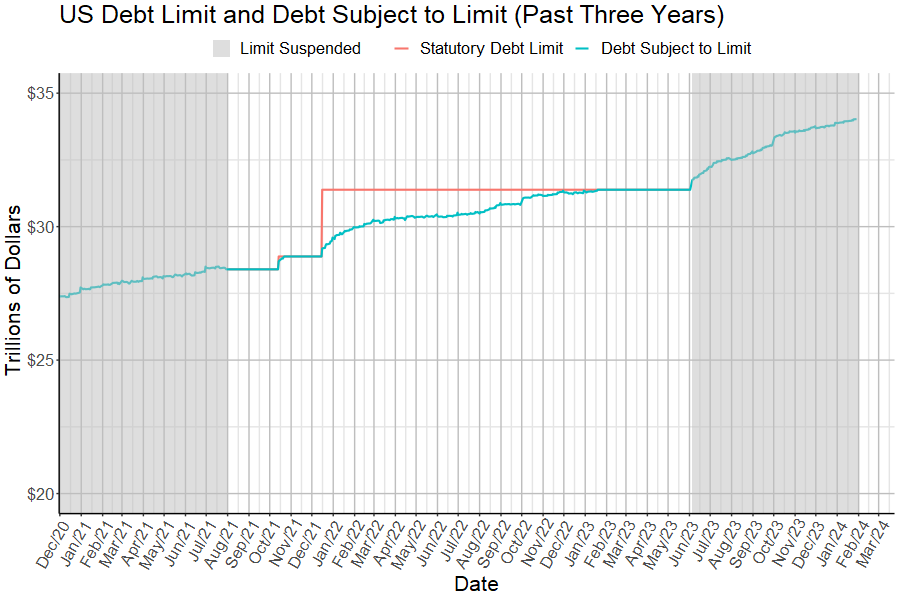 US Debt Limit and Debt Subject to Limit (Past Three Years)
Limit Suspended Statutory Debt Limit Debt Subject to Limit
Trillions of Dollars
$35
$30
$25
$20
Dec/20 Jan/21 Feb/21 Mar/21 Apr/21 May/21 Jun/21 Jul/21 Aug/21 Sep/21 Oct/21 Nov/21 Dec/21 Jan/22 Feb/22 Mar/22 Apr/22 May/22 Jun/22 Jul/22 Aug/22 Sep/22 Oct/22 Nov/22 Dec/22 Jan/23 Feb/23 Mar/23 Apr/23 May/23 Jun/23 Jul/23 Aug/23 Sep/23 Oct/23 Nov/23 Dec/23 Jan/24 Feb/24 Mar/24
Date